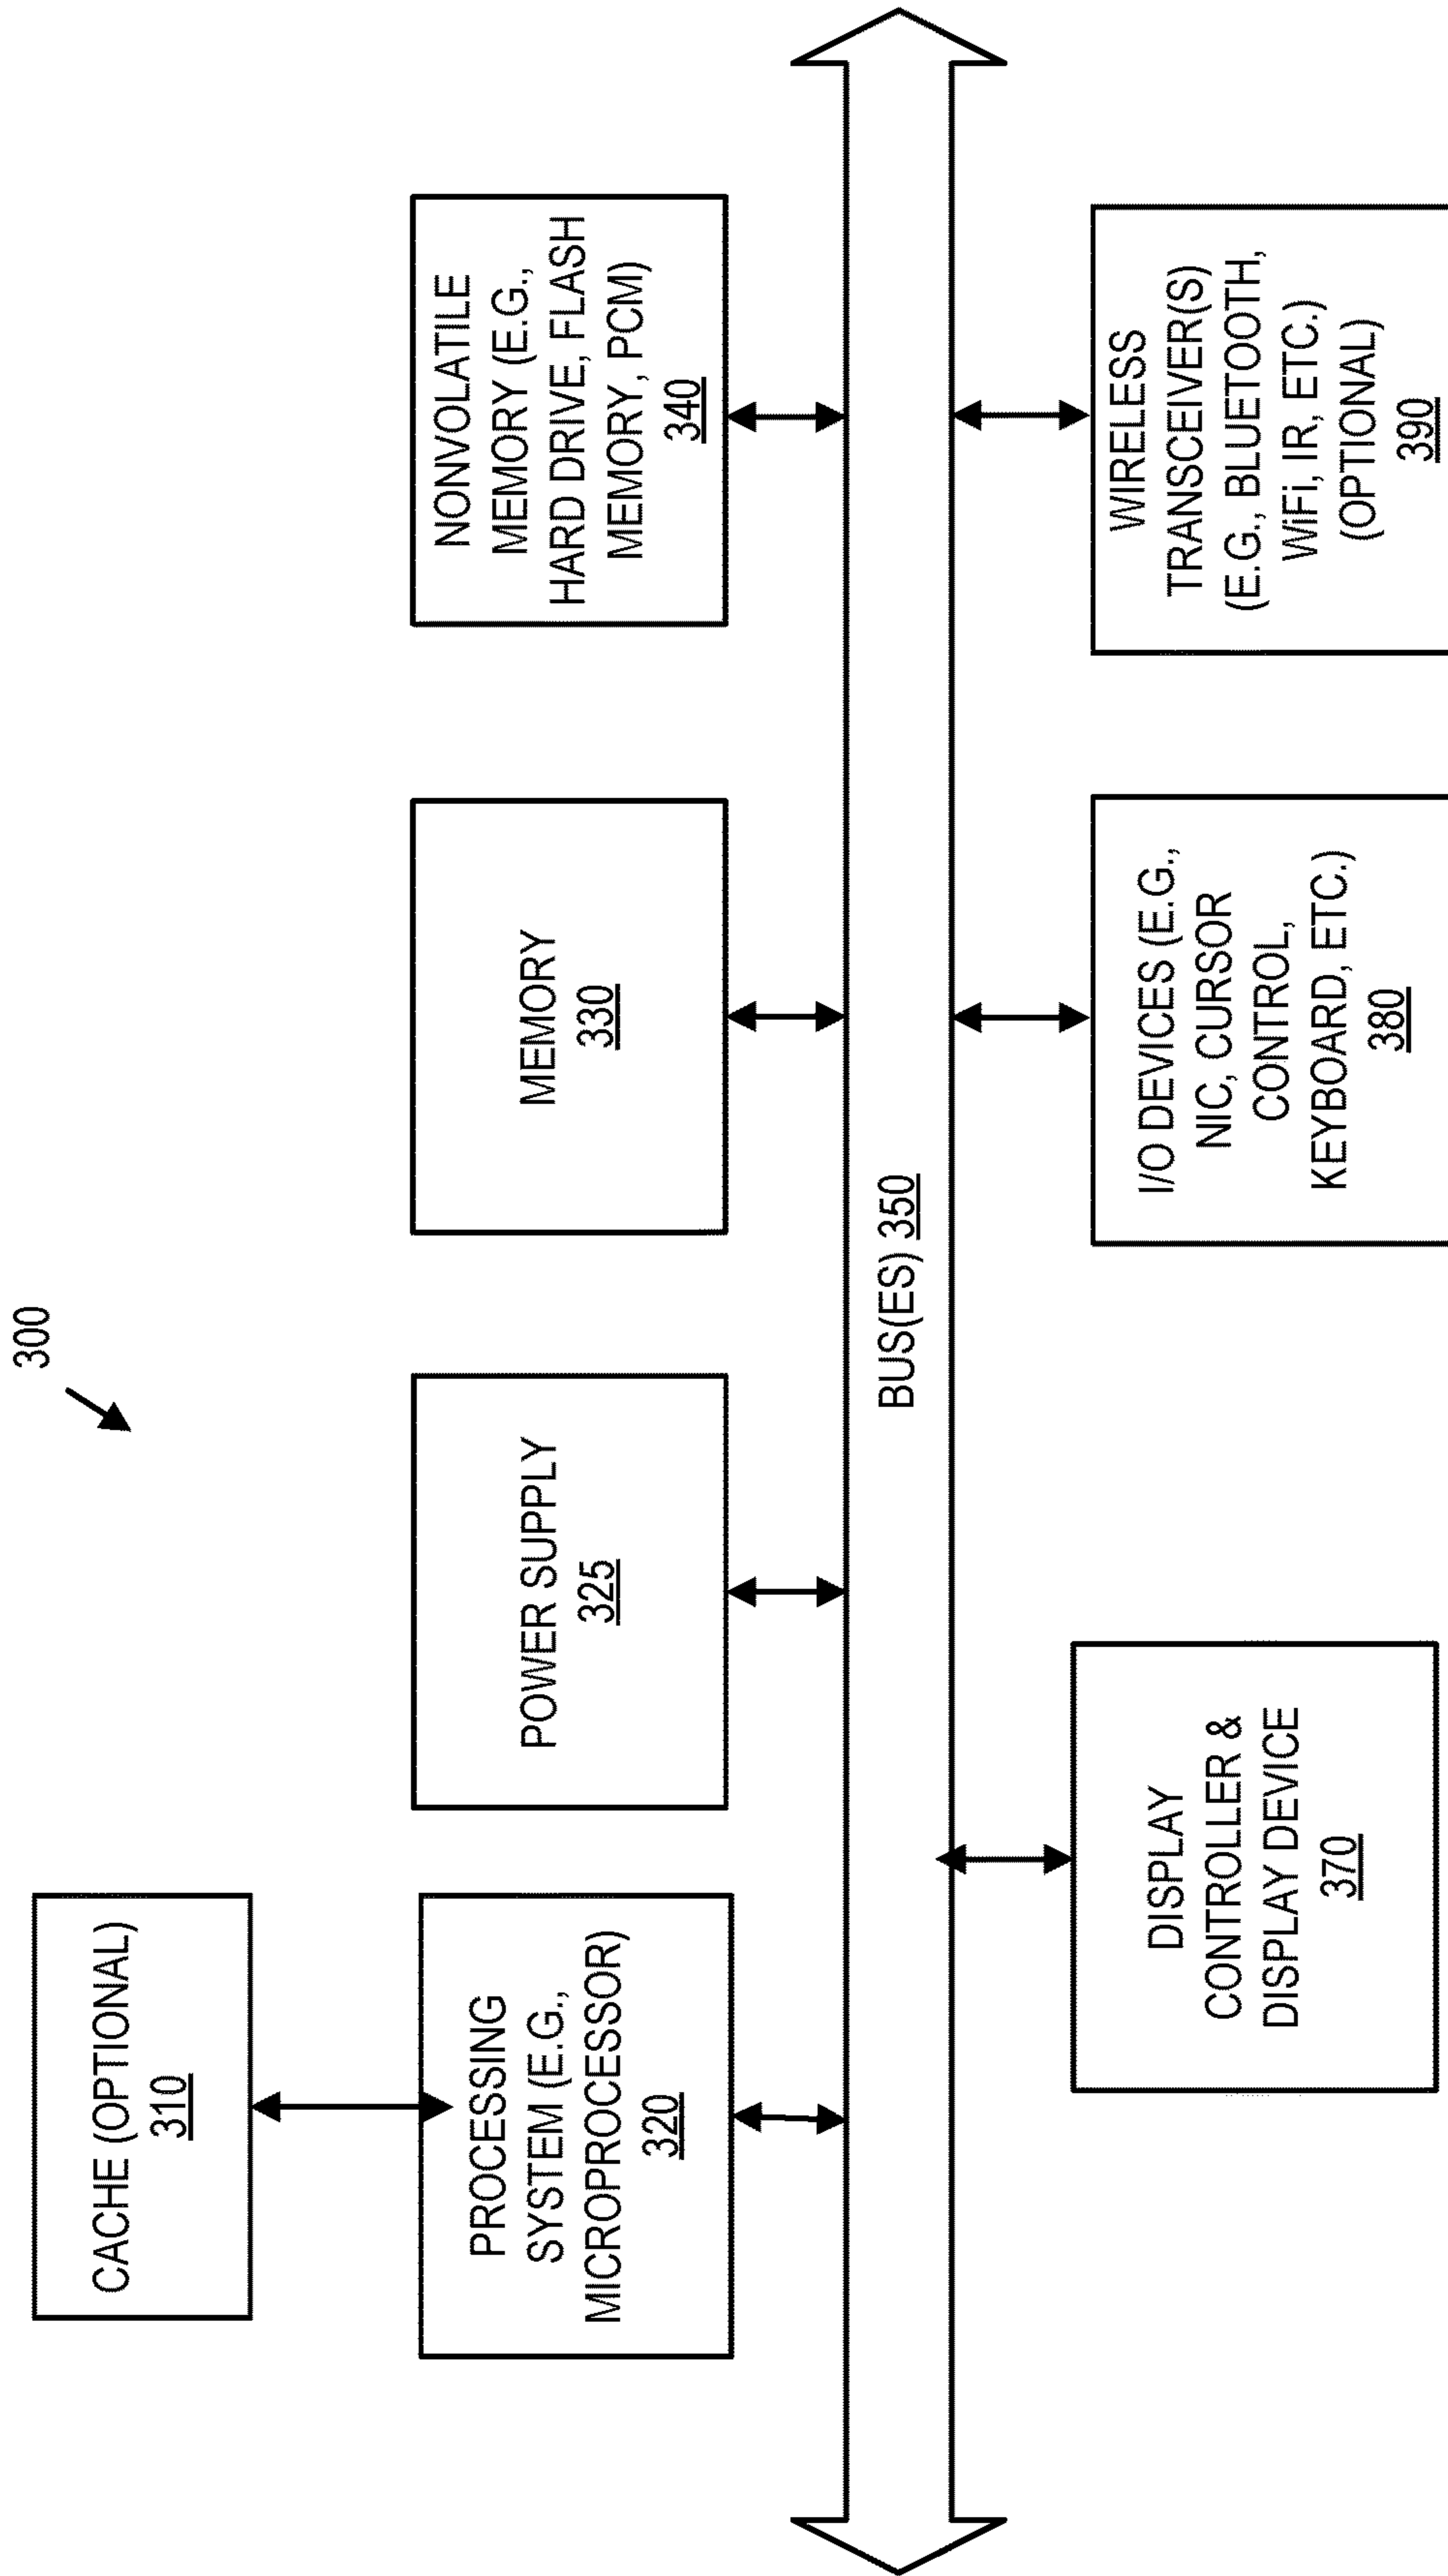 300
CACHE (OPTIONAL)
310
PROCESSING
SYSTEM (E.G.,
MICROPROCESSOR)
320
POWER SUPPLY
325
MEMORY
330
NONVOLATILE
MEMORY (E.G.,
HARD DRIVE, FLASH
MEMORY, PCM)
340
BUS(ES) 350
DISPLAY
CONTROLLER &
DISPLAY DEVICE
370
I/O DEVICES (E.G.,
NIC, CURSOR
CONTROL,
KEYBOARD, ETC.)
380
WIRELESS
TRANSCEIVER(S)
(E.G., BLUETOOTH,
WiFi, IR, ETC.)
(OPTIONAL)
390